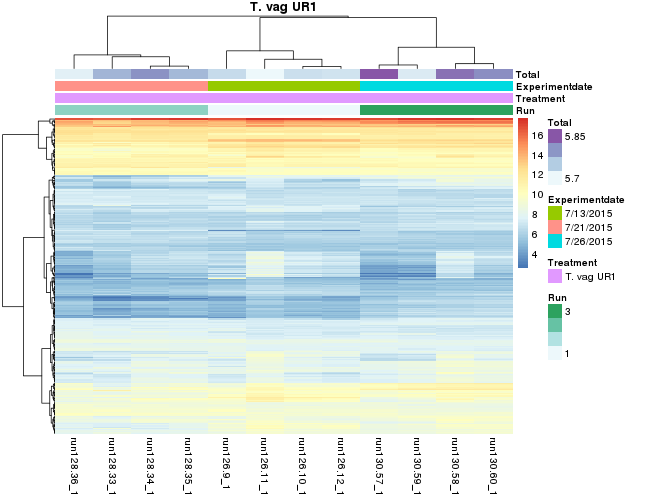 T. vag UR1
Total
Experimentdate
Treatment
Run
16
14
12
10
8
6
4
Total
5.85
5.7
Experimentdate
7/13/2015
7/21/2015
7/26/2015
Treatment
T. vag UR1
Run
3
1
run128.36_1
run128.33_1
run128.34_1
run128.35_1
run126.9_1
run126.11_1
run126.10_1
run126.12_1
run130.57_1
run130.59_1
run130.58_1
run130.60_1